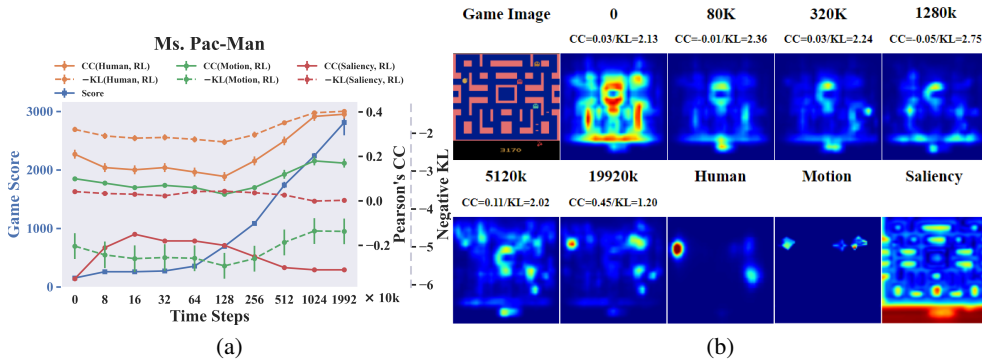 Ms. Pac-Man
CC(Human, RL) CC(Motion, RL) CC(Saliency, RL)
−KL(Human, RL) −KL(Motion, RL) −KL(Saliency, RL)
Score
Game Score
3000
2000
1000
0
0.4
0.2
0.0
−0.2
Pearson's CC
−2
−3
−4
−5
−6
Negative KL
0 8 16 32 64 128 256 512 1024 1992 × 10k
Time Steps
(a)
Game Image 0 80K 320K 1280k
CC=0.03/KL=2.13 CC=-0.01/KL=2.36 CC=0.03/KL=2.24 CC=-0.05/KL=2.75
3170
5120k 19920k Human Motion Saliency
CC=0.11/KL=2.02 CC=0.45/KL=1.20
(b)